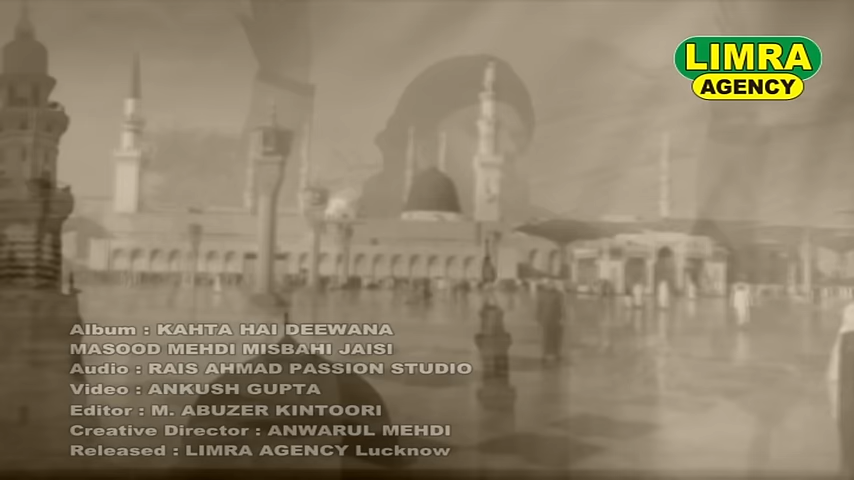 LIMRA
AGENCY
Album : KAHTA HAI DEEWANA
MASOOD MEHDI MISBAHI JAISI
Audio : RAIS AHMAD PASSION STUDIO
Video : ANKUSH GUPTA
Editor : M. ABUZER KINTOORI
Creative Director : ANWARUL MEHDI
Released : LIMRA AGENCY Lucknow